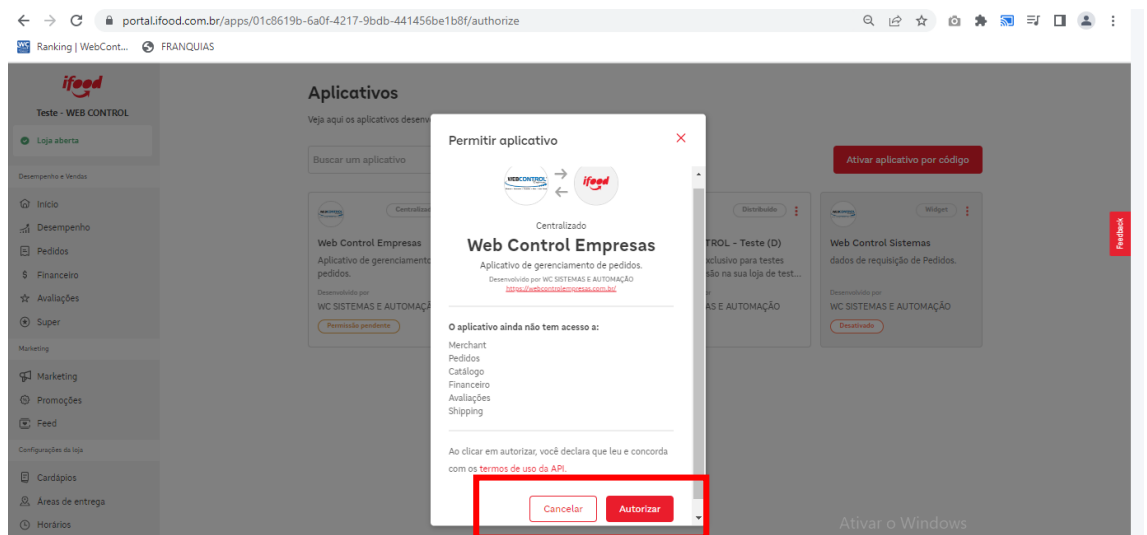 portal.ifood.com.br/apps/01c8619b-6a0f-4217-9bdb-441456be1b8f/authorize
Ranking | WebCont...
FRANQUIAS
ifood
Teste - WEB CONTROL
Loja aberta
Desempenho e Vendas
Início
Desempenho
Pedidos
Financeiro
Avaliações
Super
Marketing
Marketing
Promoções
Feed
Configurações da loja
Cardápios
Áreas de entrega
Horários
Aplicativos
Veja aqui os aplicativos desenv
Buscar um aplicativo
Ativar aplicativo por código
Web Control Empresas
Aplicativo de gerenciamento
pedidos.
Desenvolvido por
WC SISTEMAS E AUTOMAÇÃ
Permissão pendente
Permitir aplicativo
WEBCONTROL
ifood
Centralizado
Web Control Empresas
Aplicativo de gerenciamento de pedidos.
Desenvolvido por WC SISTEMAS E AUTOMAÇÃO
https://webcontrolempresas.com.br/
O aplicativo ainda não tem acesso a:
Merchant
Pedidos
Catálogo
Financeiro
Avaliações
Shipping
Ao clicar em autorizar, você declara que leu e concorda
com os termos de uso da API.
Cancelar
Autorizar
Distribuído
TROL - Teste (D)
xclusivo para testes
são na sua loja de test...
AS E AUTOMAÇÃO
Widget
Web Control Sistemas
dados de requisição de Pedidos.
Desenvolvido por
WC SISTEMAS E AUTOMAÇÃO
Desativado
Feedback
Ativar o Windows